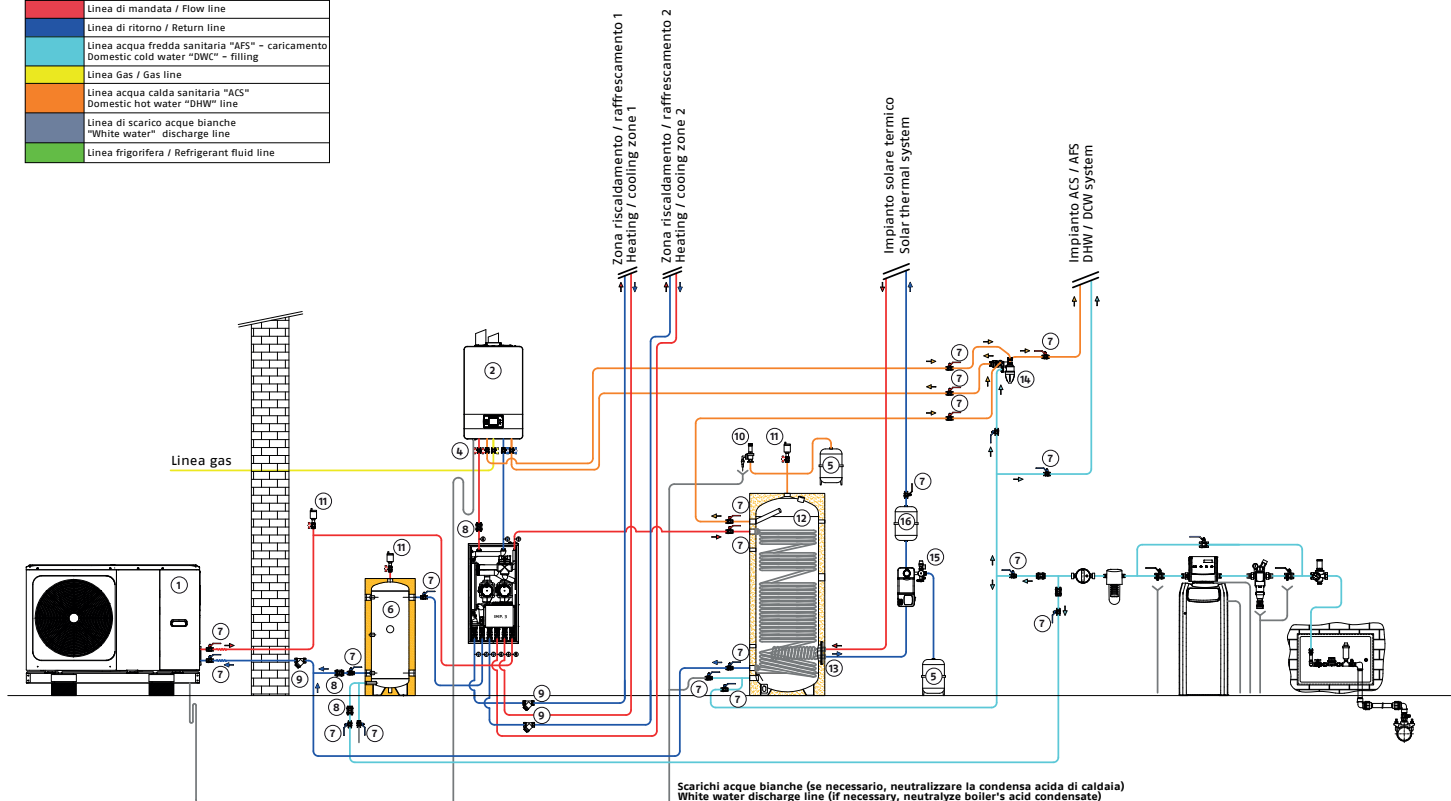 Linea di mandata / Flow line
Linea di ritorno / Return line
Linea acqua fredda sanitaria "AFS" - caricamento
Domestic cold water “DWC” - filling
Linea Gas / Gas line
Linea acqua calda sanitaria "ACS"
Domestic hot water “DHW” line
Linea di scarico acque bianche
"White water" discharge line
Linea frigorifera / Refrigerant fluid line
Zona riscaldamento / raffrescamento 1
Heating / cooling zone 1
Zona riscaldamento / raffrescamento 2
Heating / cooing zone 2
Impianto solare termico
Solar thermal system
Impianto ACS / AFS
DHW / DCW system
2
7
7
7
7
14
4
10
11
5
Linea gas
7
7
12
7
16
11
8
7
11
15
7
1
6
7
IMP. 3
7
7
7
7
9
8
7
7
13
5
7
7
9
9
8
7
7
Scarichi acque bianche (se necessario, neutralizzare la condensa acida di caldaia)
White water discharge line (if necessary, neutralyze boiler's acid condensate)